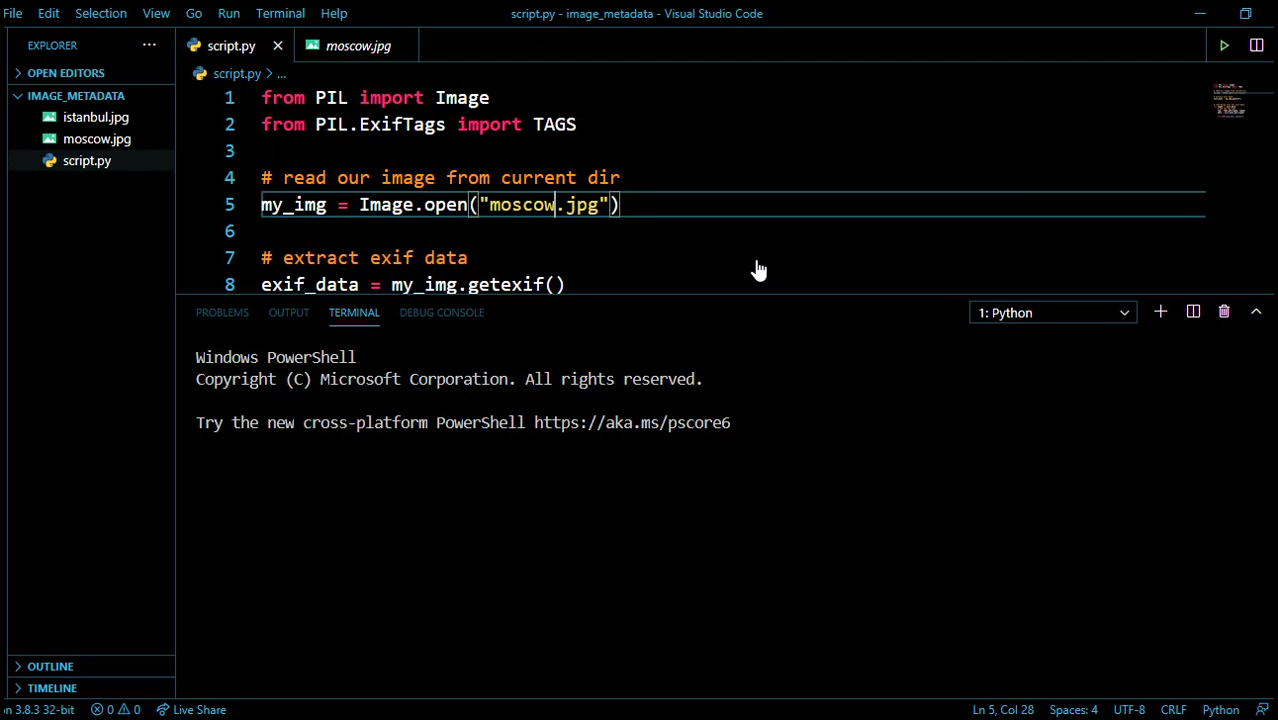 File Edit Selection View Go Run Terminal Help script.py - image_metadata - Visual Studio Code
EXPLORER ···
OPEN EDITORS
IMAGE_METADATA
istanbul.jpg
moscow.jpg
script.py
OUTLINE
TIMELINE
script.py moscow.jpg
script.py > ...
1 from PIL import Image
2 from PIL.ExifTags import TAGS
3
4 # read our image from current dir
5 my_img = Image.open("moscow.jpg")
6
7 # extract exif data
8 exif_data = my_img.getexif()
PROBLEMS OUTPUT TERMINAL DEBUG CONSOLE 1: Python
Windows PowerShell
Copyright (C) Microsoft Corporation. All rights reserved.
Try the new cross-platform PowerShell https://aka.ms/pscore6
n 3.8.3 32-bit 0 0 Live Share Ln 5, Col 28 Spaces: 4 UTF-8 CRLF Python